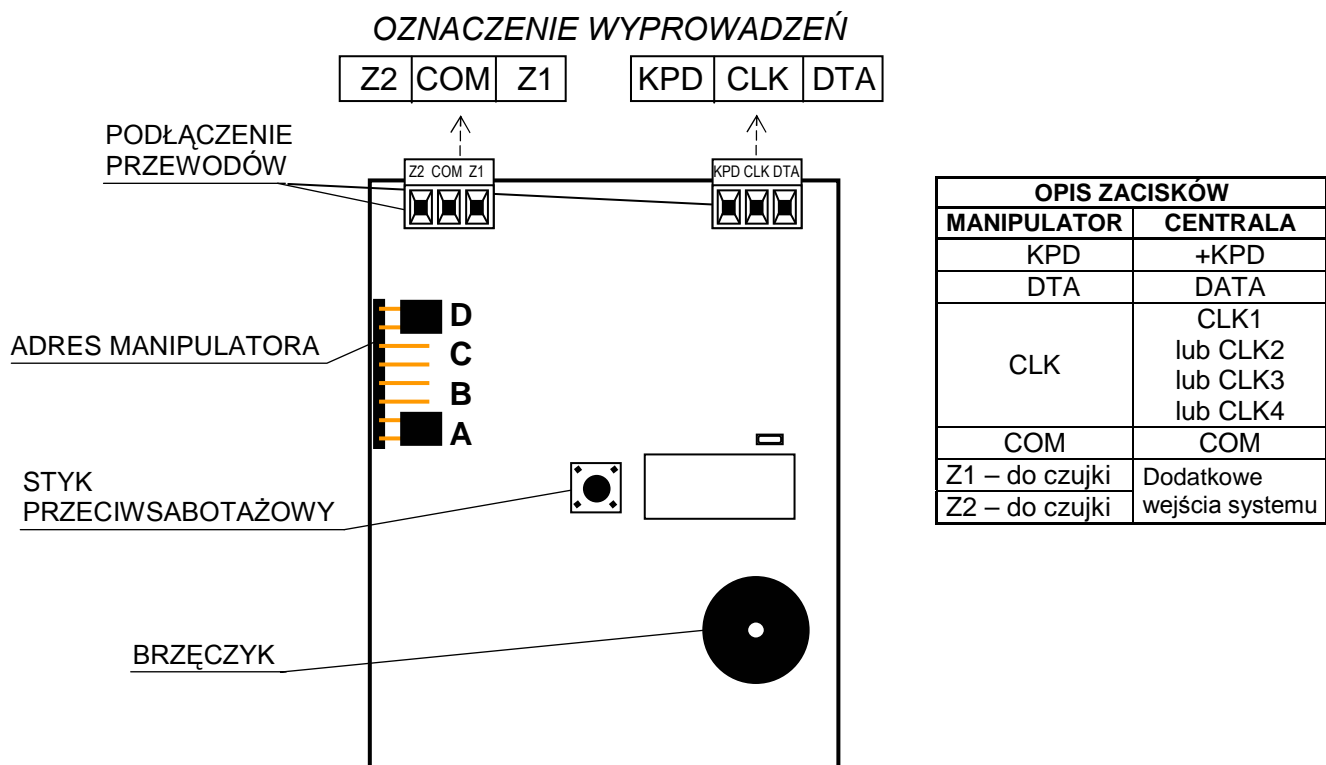 OZNACZENIE WYPROWADZEŃ
Z2 COM Z1
KPD CLK DTA
PODŁĄCZENIE
PRZEWODÓW
Z2 COM Z1
KPD CLK DTA
ADRES MANIPULATORA
D
C
B
A
STYK
PRZECIWSABOTAŻOWY
BRZĘCZYK
OPIS ZACISKÓW
MANIPULATOR CENTRALA
KPD +KPD
DTA DATA
CLK
CLK1
lub CLK2
lub CLK3
lub CLK4
COM COM
Z1 – do czujki
Z2 – do czujki
Dodatkowe
wejścia systemu